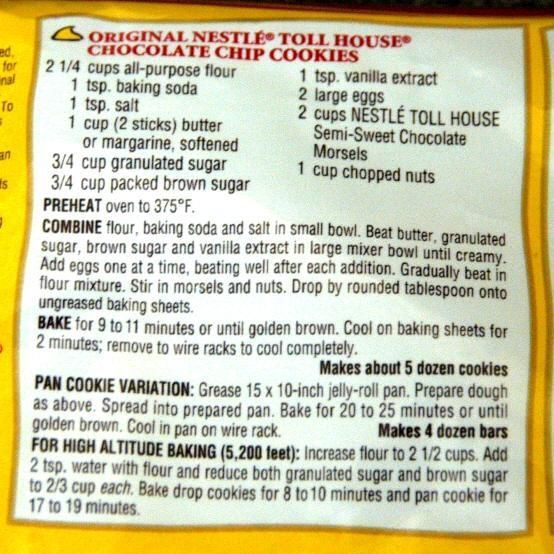 ORIGINAL NESTLÉ® TOLL HOUSE®
CHOCOLATE CHIP COOKIES
2 1/4 cups all-purpose flour
1 tsp. baking soda
1 tsp. salt
1 cup (2 sticks) butter
or margarine, softened
3/4 cup granulated sugar
3/4 cup packed brown sugar
1 tsp. vanilla extract
2 large eggs
2 cups NESTLÉ TOLL HOUSE
Semi-Sweet Chocolate
Morsels
1 cup chopped nuts
PREHEAT oven to 375°F.
COMBINE flour, baking soda and salt in small bowl. Beat butter, granulated
sugar, brown sugar and vanilla extract in large mixer bowl until creamy.
Add eggs one at a time, beating well after each addition. Gradually beat in
flour mixture. Stir in morsels and nuts. Drop by rounded tablespoon onto
ungreased baking sheets.
BAKE for 9 to 11 minutes or until golden brown. Cool on baking sheets for
2 minutes; remove to wire racks to cool completely.
Makes about 5 dozen cookies
PAN COOKIE VARIATION: Grease 15 x 10-inch jelly-roll pan. Prepare dough
as above. Spread into prepared pan. Bake for 20 to 25 minutes or until
golden brown. Cool in pan on wire rack. Makes 4 dozen bars
FOR HIGH ALTITUDE BAKING (5,200 feet): Increase flour to 2 1/2 cups. Add
2 tsp. water with flour and reduce both granulated sugar and brown sugar
to 2/3 cup each. Bake drop cookies for 8 to 10 minutes and pan cookie for
17 to 19 minutes.